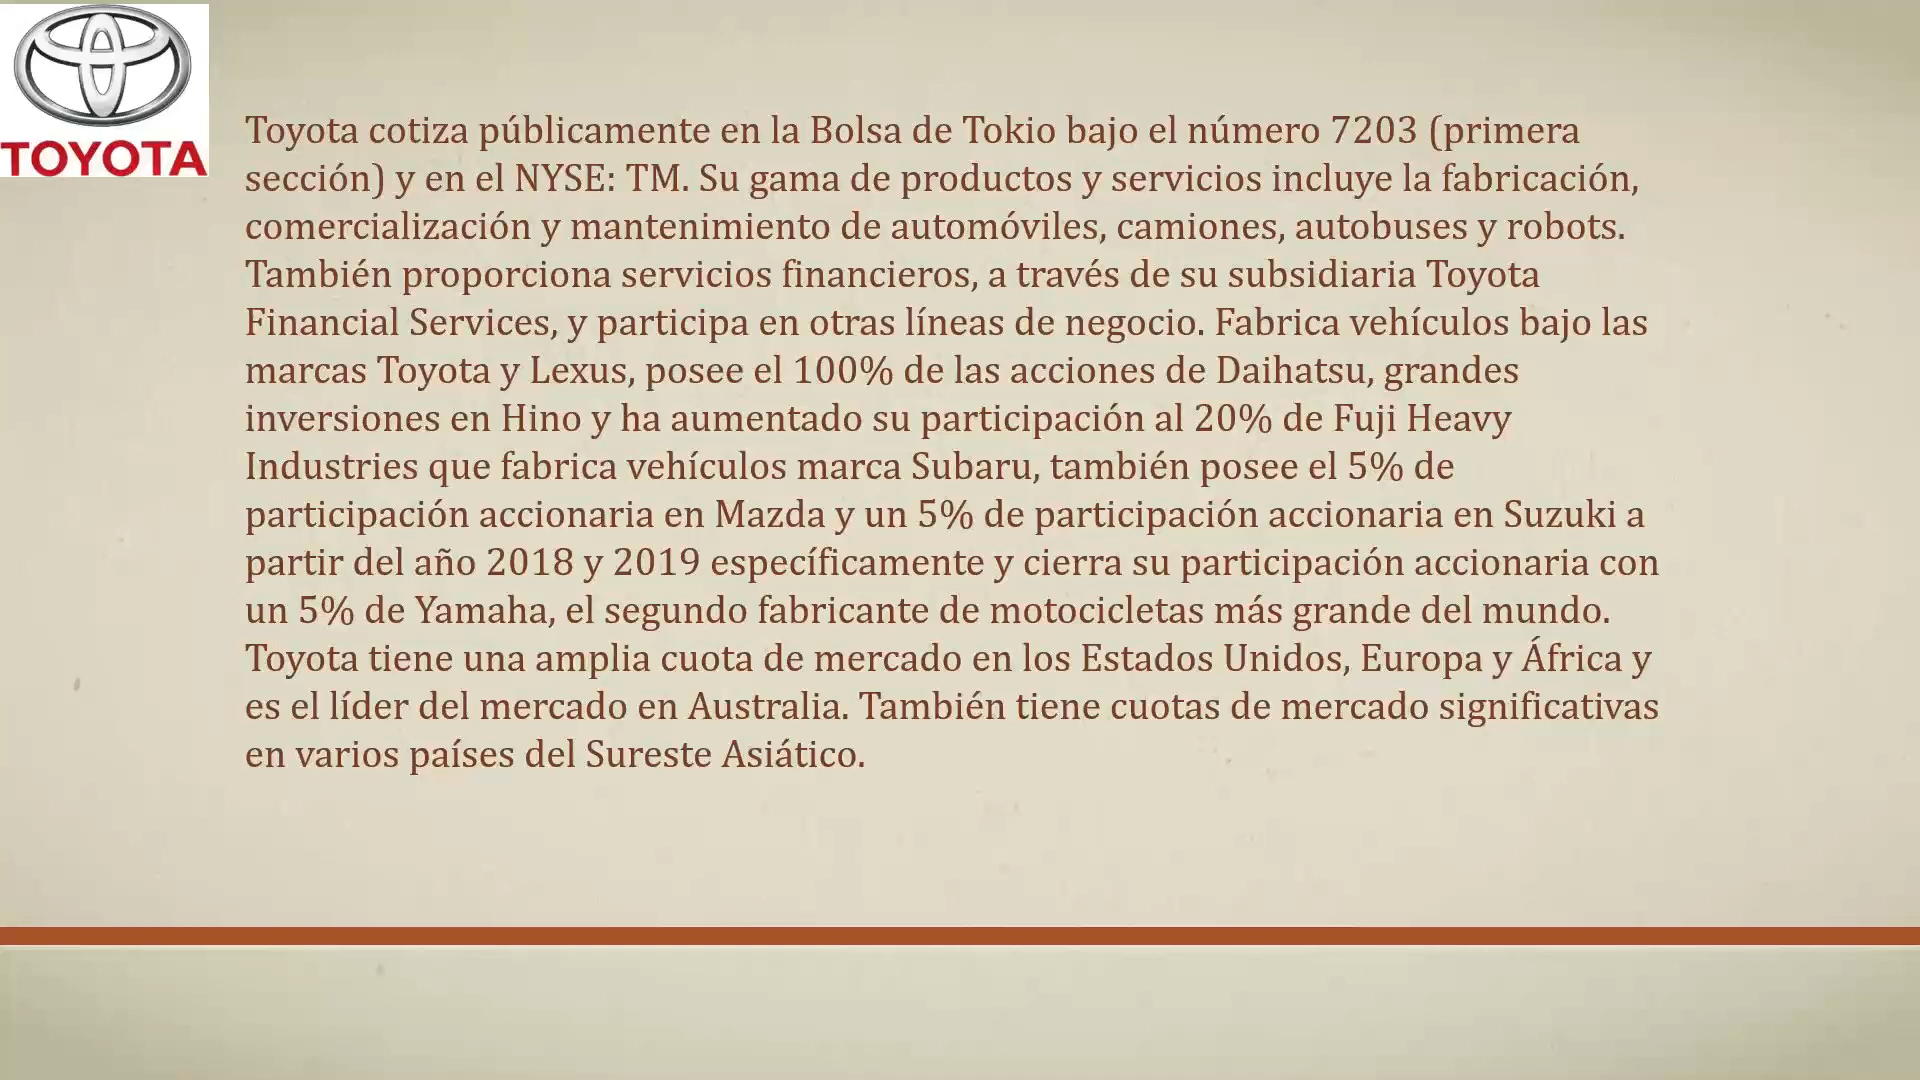 TOYOTA
Toyota cotiza públicamente en la Bolsa de Tokio bajo el número 7203 (primera
sección) y en el NYSE: TM. Su gama de productos y servicios incluye la fabricación,
comercialización y mantenimiento de automóviles, camiones, autobuses y robots.
También proporciona servicios financieros, a través de su subsidiaria Toyota
Financial Services, y participa en otras líneas de negocio. Fabrica vehículos bajo las
marcas Toyota y Lexus, posee el 100% de las acciones de Daihatsu, grandes
inversiones en Hino y ha aumentado su participación al 20% de Fuji Heavy
Industries que fabrica vehículos marca Subaru, también posee el 5% de
participación accionaria en Mazda y un 5% de participación accionaria en Suzuki a
partir del año 2018 y 2019 específicamente y cierra su participación accionaria con
un 5% de Yamaha, el segundo fabricante de motocicletas más grande del mundo.
Toyota tiene una amplia cuota de mercado en los Estados Unidos, Europa y África y
es el líder del mercado en Australia. También tiene cuotas de mercado significativas
en varios países del Sureste Asiático.